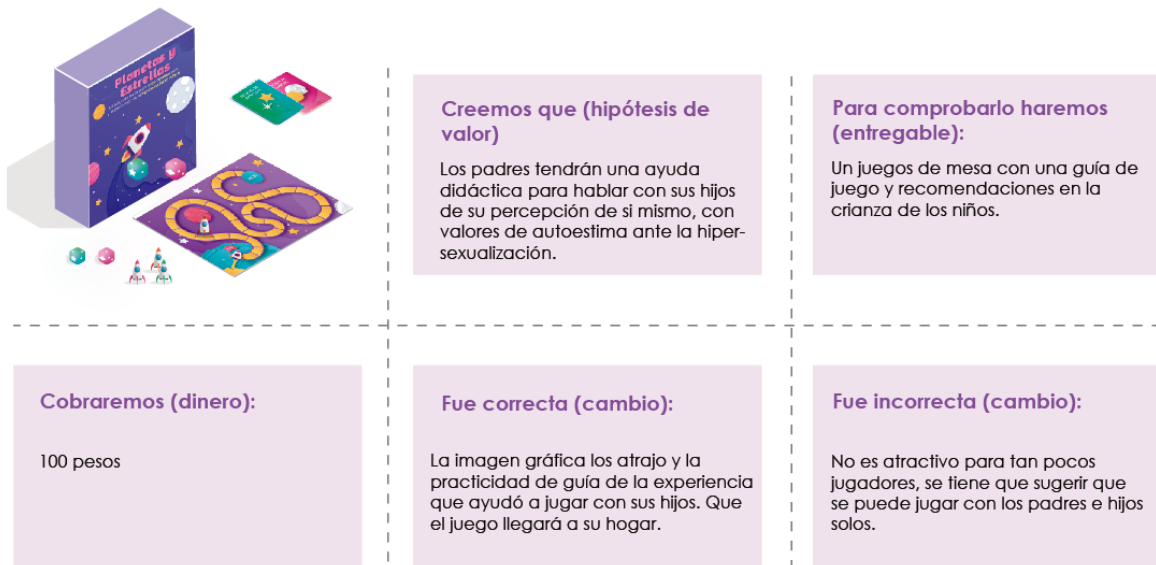 Planetas y
Estrellas
Creemos que (hipótesis de
valor)
Los padres tendrán una ayuda
didáctica para hablar con sus hijos
de su percepción de si mismo, con
valores de autoestima ante la hiper-
sexualización.
Para comprobarlo haremos
(entregable):
Un juegos de mesa con una guía de
juego y recomendaciones en la
crianza de los niños.
Cobraremos (dinero):
100 pesos
Fue correcta (cambio):
La imagen gráfica los atrajo y la
practicidad de guía de la experiencia
que ayudó a jugar con sus hijos. Que
el juego llegará a su hogar.
Fue incorrecta (cambio):
No es atractivo para tan pocos
jugadores, se tiene que sugerir que
se puede jugar con los padres e hijos
solos.